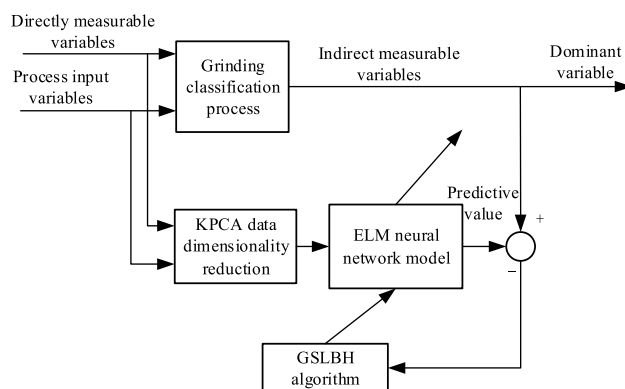 Directly measurable
variables
Process input
variables
Grinding
classification
process
Indirect measurable
variables
Dominant
variable
KPCA data
dimensionality
reduction
ELM neural
network model
Predictive
value
+
−
GSLBH
algorithm